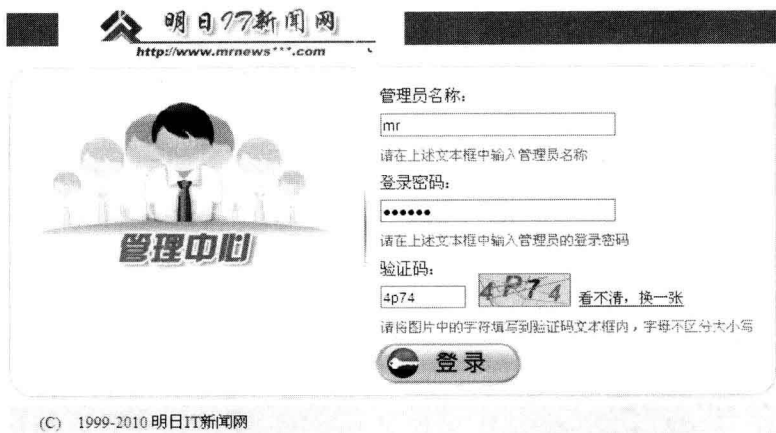 明日IT新闻网
http://www.mrnews***.com
管理员名称:
mr
请在上述文本框中输入管理员名称
登录密码:
••••••
请在上述文本框中输入管理员的登录密码
管理中心
验证码:
4p74 4P74 看不清,换一张
请将图片中的字符填写到验证码文本框内,字母不区分大小写
登录
(C) 1999-2010 明日IT新闻网